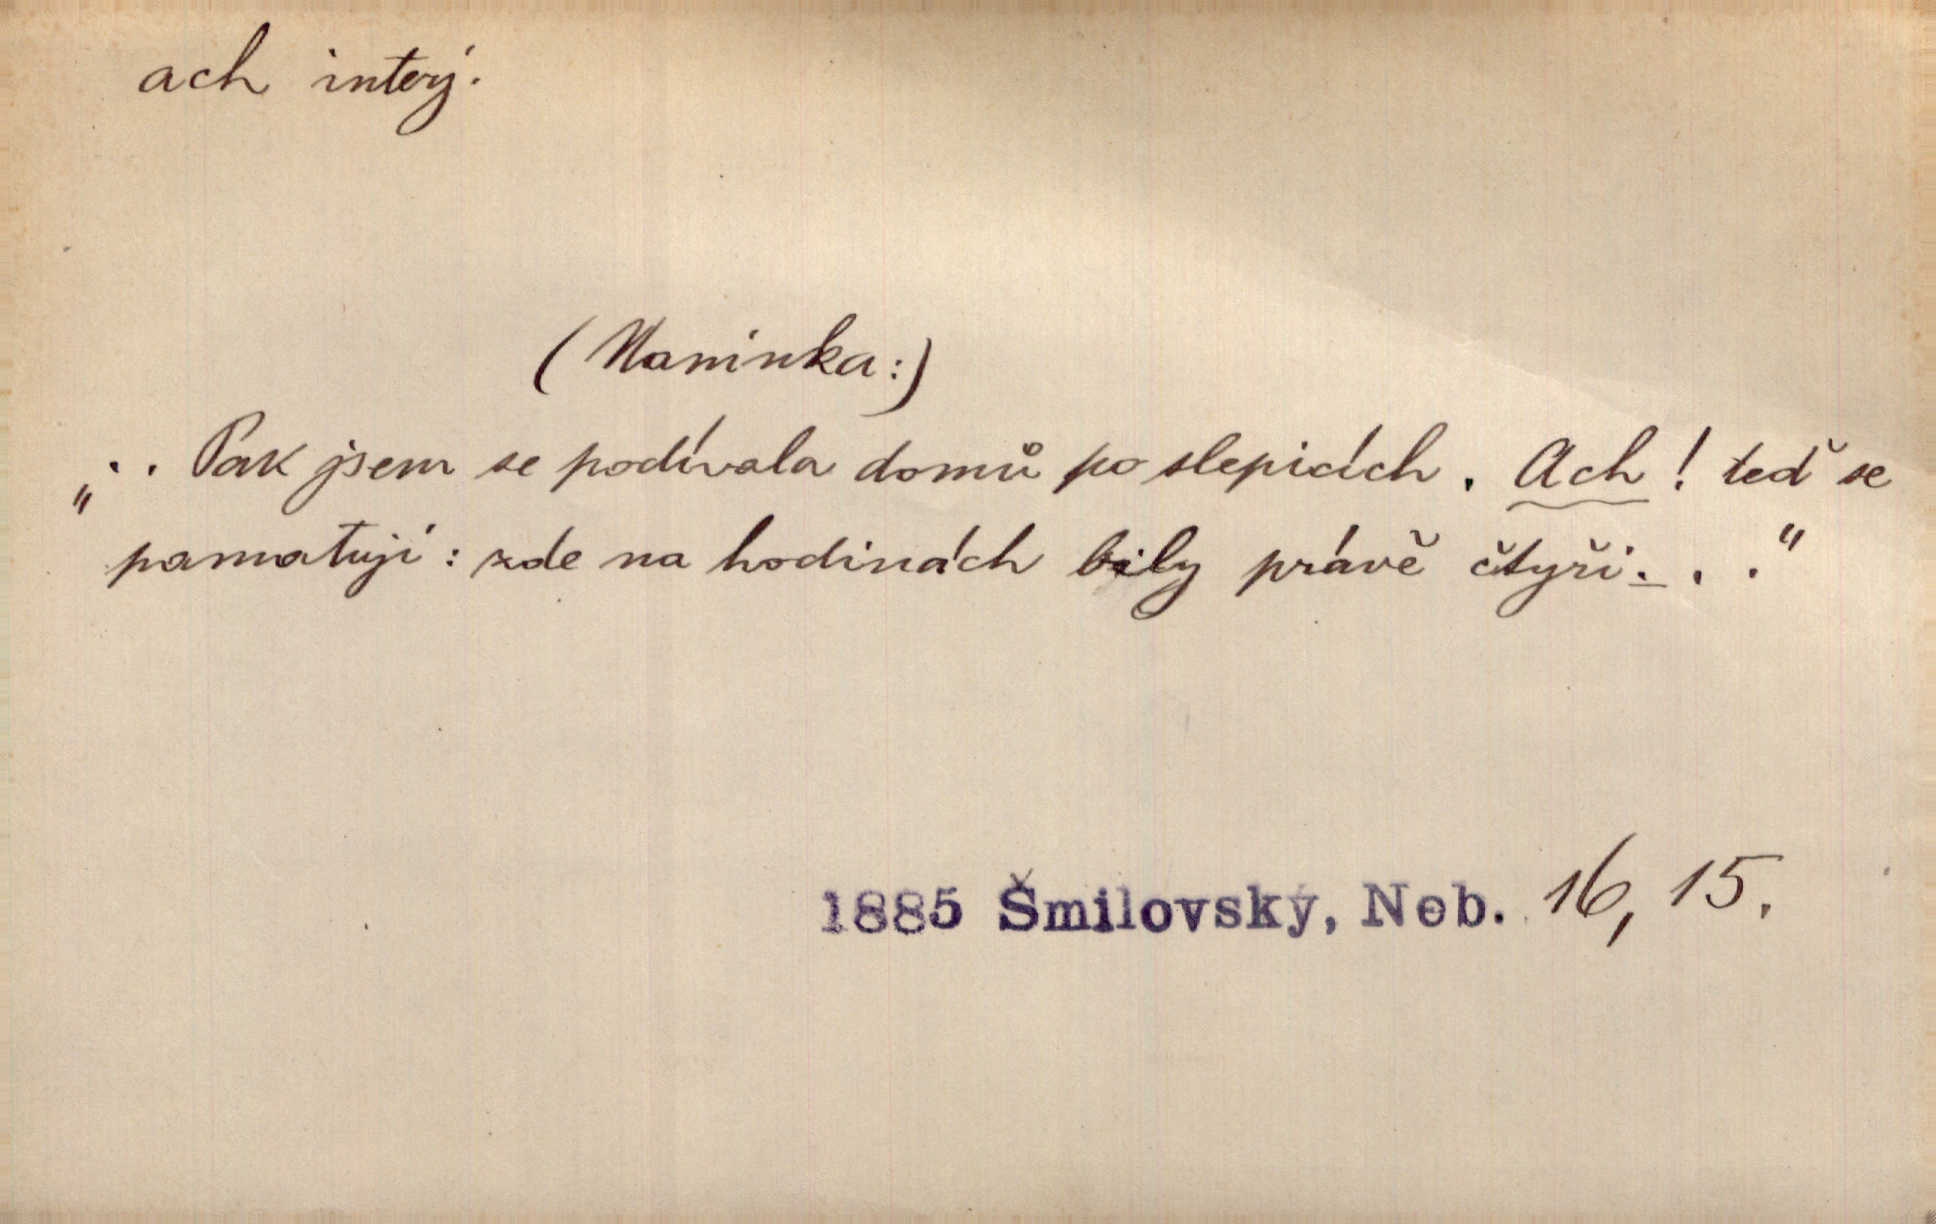 ach interj.
(Naninka:)
„ . . Pak jsem se podívala domů po slepicích. Ach! teď se
pamatuji: zde na hodinách bily právě čtyři. . .“
1885 Šmilovský, Neb. 16, 15.